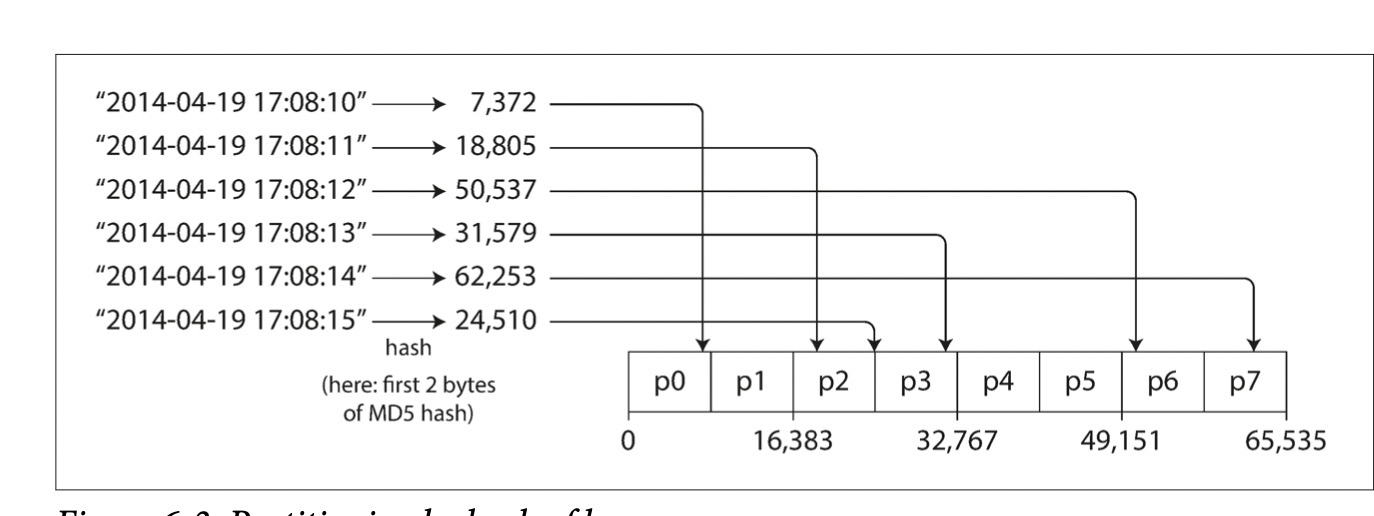 “2014-04-19 17:08:10” 7,372
“2014-04-19 17:08:11” 18,805
“2014-04-19 17:08:12” 50,537
“2014-04-19 17:08:13” 31,579
“2014-04-19 17:08:14” 62,253
“2014-04-19 17:08:15” 24,510
hash
(here: first 2 bytes
of MD5 hash)
p0 p1 p2 p3 p4 p5 p6 p7
0 16,383 32,767 49,151 65,535